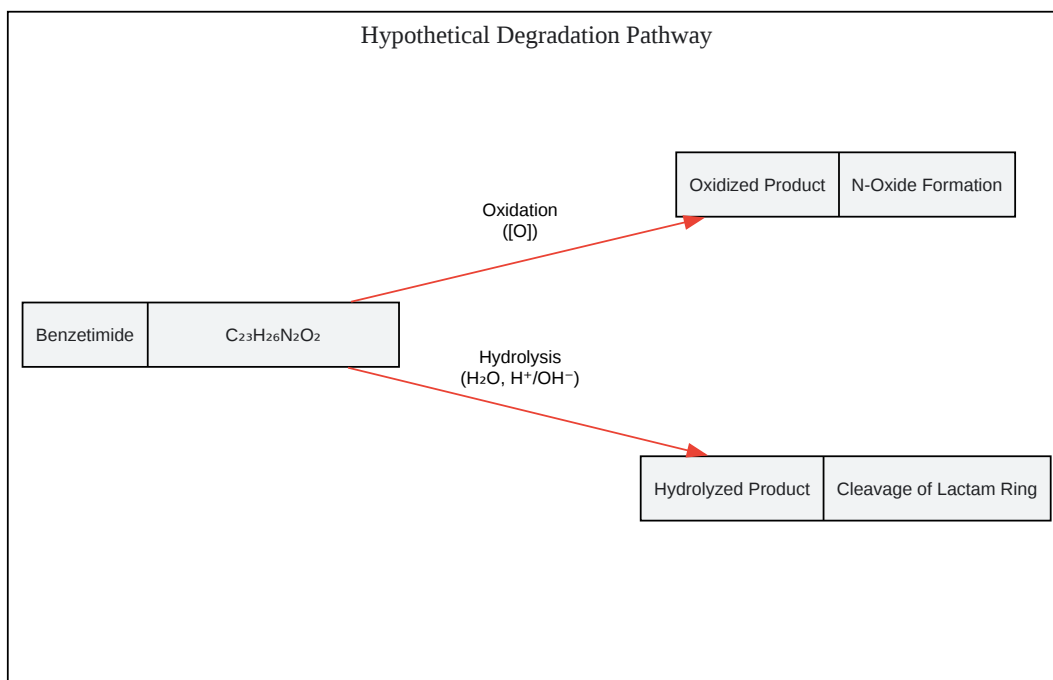 Hypothetical Degradation Pathway
Oxidized Product
N-Oxide Formation
Oxidation
([O])
Benzetimide
C₂₃H₂₆N₂O₂
Hydrolysis
(H₂O, H⁺/OH⁻)
Hydrolyzed Product
Cleavage of Lactam Ring